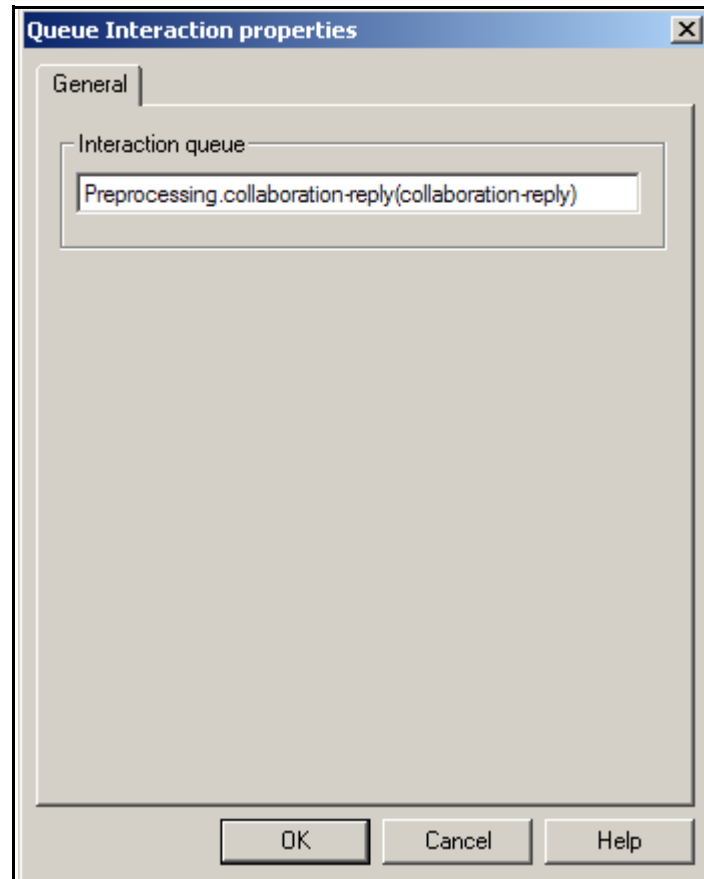 Queue Interaction properties
General
Interaction queue
Preprocessing.collaboration-reply(collaboration-reply)
OK Cancel Help